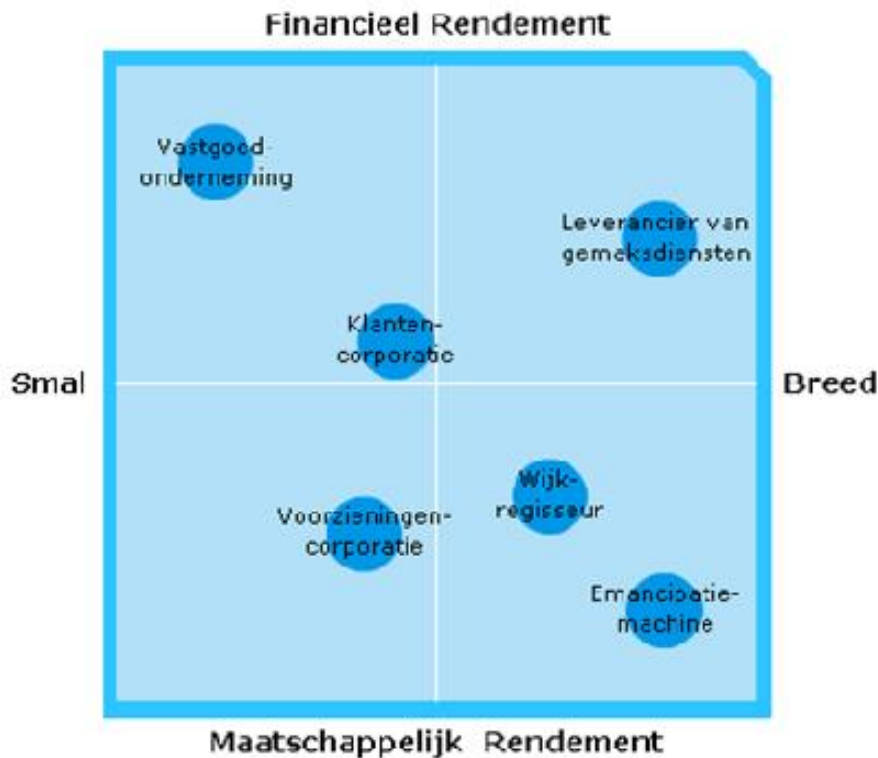 Financieel Rendement
Vastgoed-
onderneming
Leverancier van
gemaksdiensten
Klanten-
corporatie
Smal
Breed
Wijk-
regisseur
Voorzieningen-
corporatie
Emancipatie-
machine
Maatschappelijk Rendement